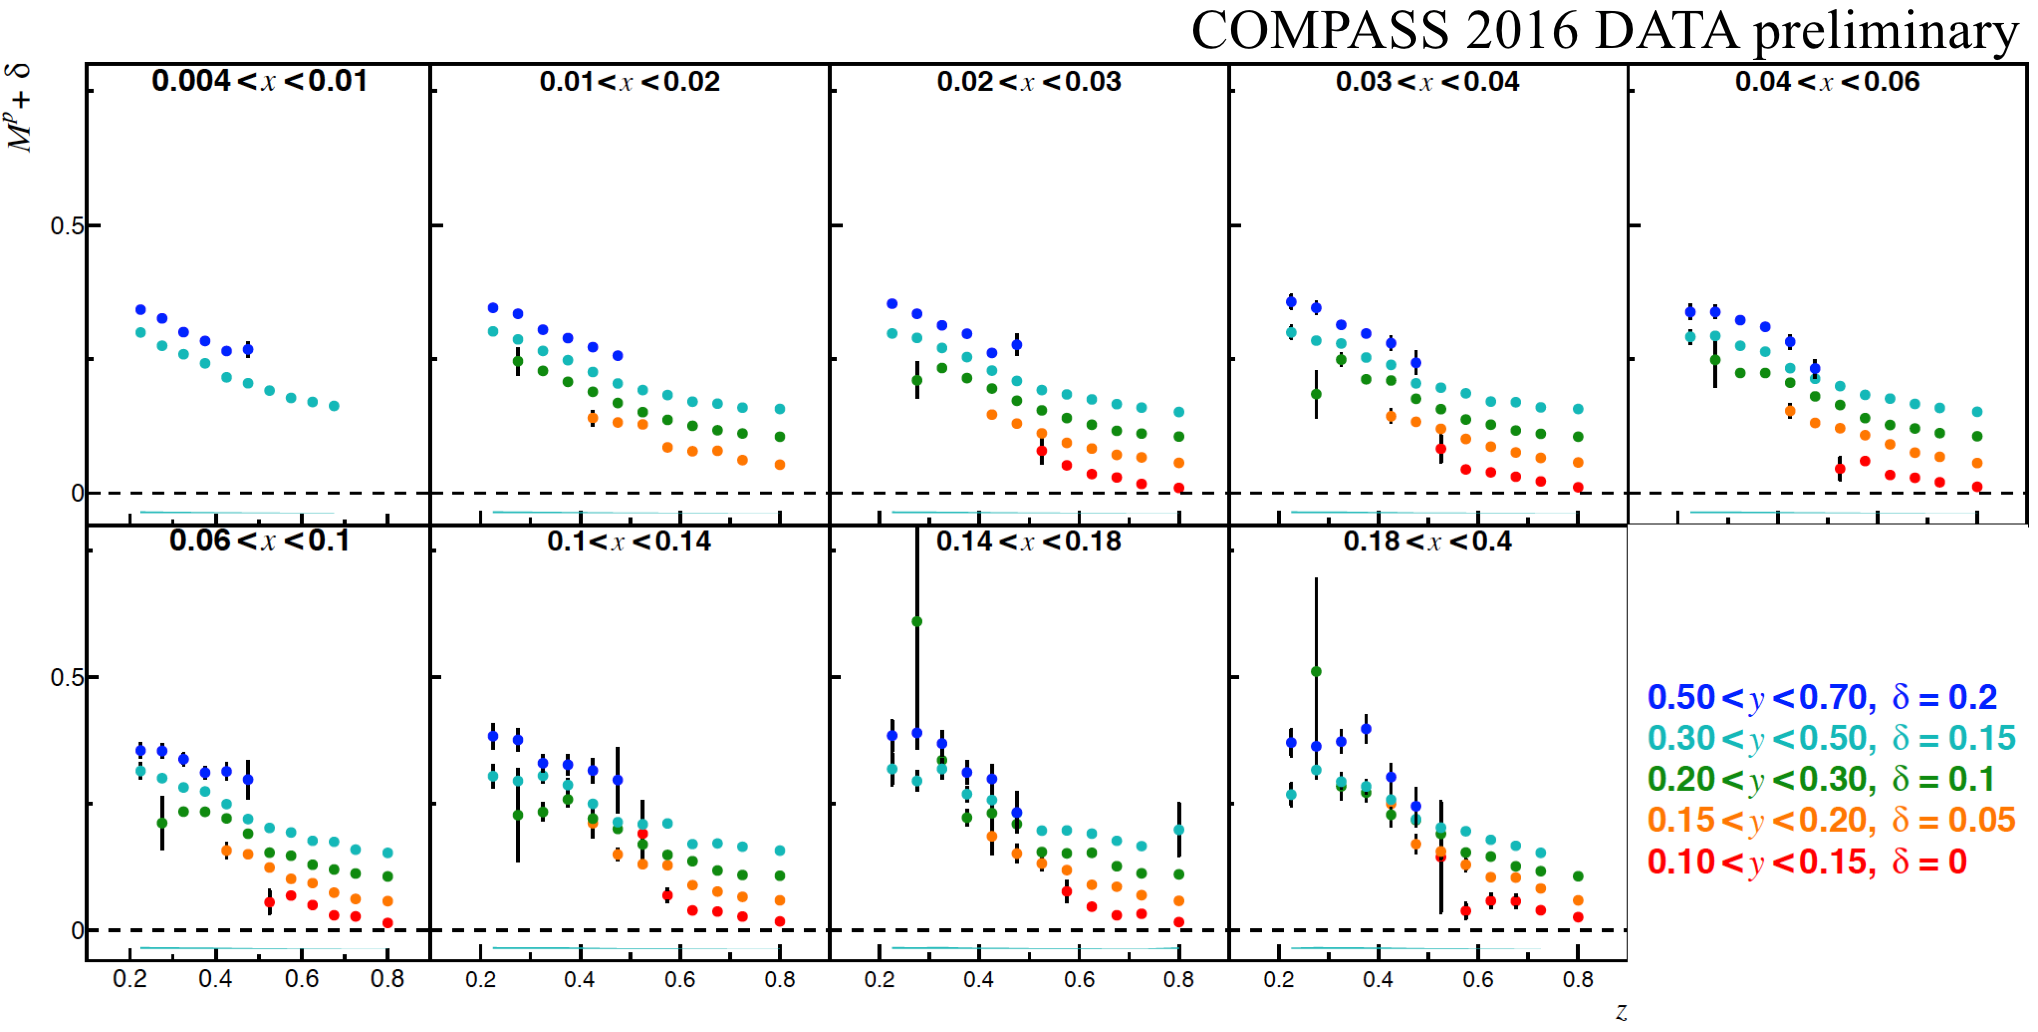 COMPASS 2016 DATA preliminary
M^p + δ
0.004 < x < 0.01
0.01 < x < 0.02
0.02 < x < 0.03
0.03 < x < 0.04
0.04 < x < 0.06
0.5
0
0.06 < x < 0.1
0.1 < x < 0.14
0.14 < x < 0.18
0.18 < x < 0.4
0.5
0
0.50 < y < 0.70, δ = 0.2
0.30 < y < 0.50, δ = 0.15
0.20 < y < 0.30, δ = 0.1
0.15 < y < 0.20, δ = 0.05
0.10 < y < 0.15, δ = 0
0.2 0.4 0.6 0.8
0.2 0.4 0.6 0.8
0.2 0.4 0.6 0.8
0.2 0.4 0.6 0.8
z